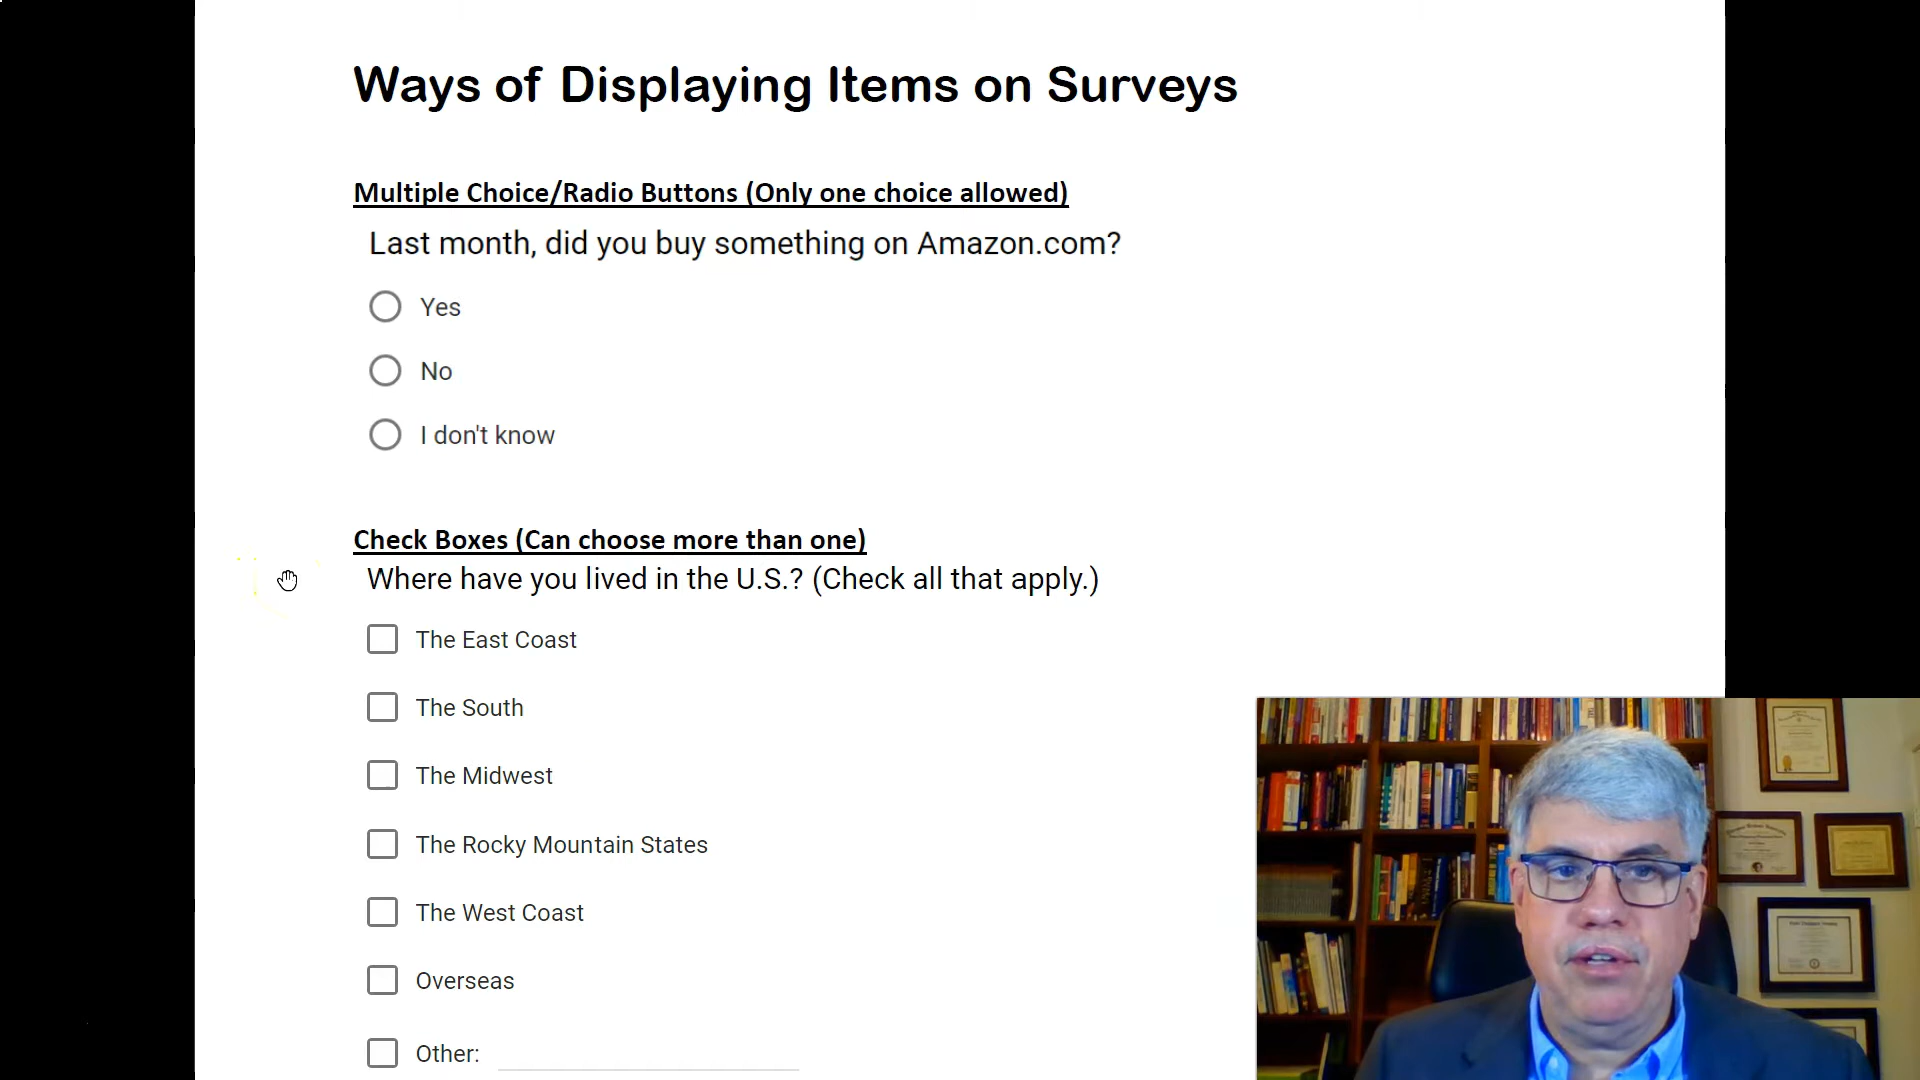 Ways of Displaying Items on Surveys
Multiple Choice/Radio Buttons (Only one choice allowed)
Last month, did you buy something on Amazon.com?
Yes
No
I don't know
Check Boxes (Can choose more than one)
Where have you lived in the U.S.? (Check all that apply.)
The East Coast
The South
The Midwest
The Rocky Mountain States
The West Coast
Overseas
Other: